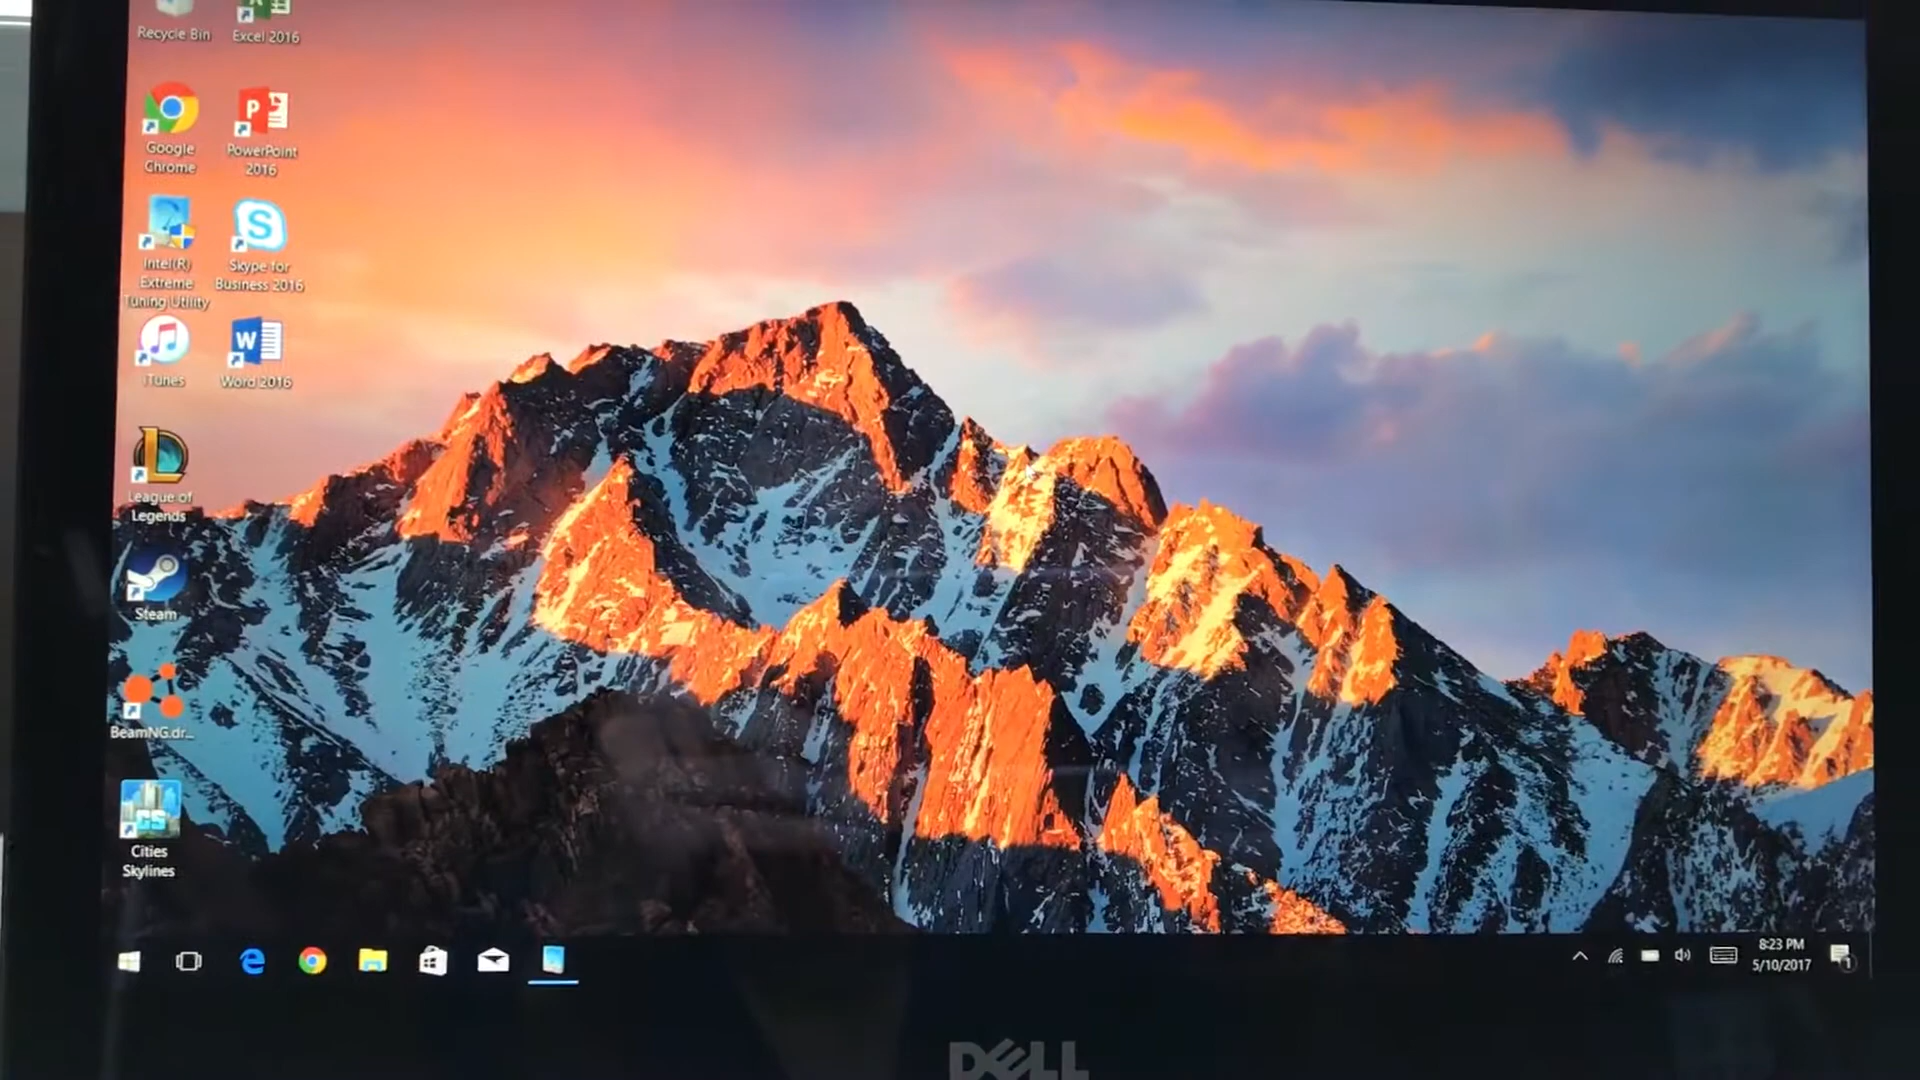 Recycle Bin
Excel 2016
Google
Chrome
PowerPoint
2016
Intel(R)
Extreme
Tuning Utility
Skype for
Business 2016
iTunes
Word 2016
League of
Legends
Steam
BeamNG.dr...
Cities
Skylines
8:23 PM
5/10/2017
1
DELL